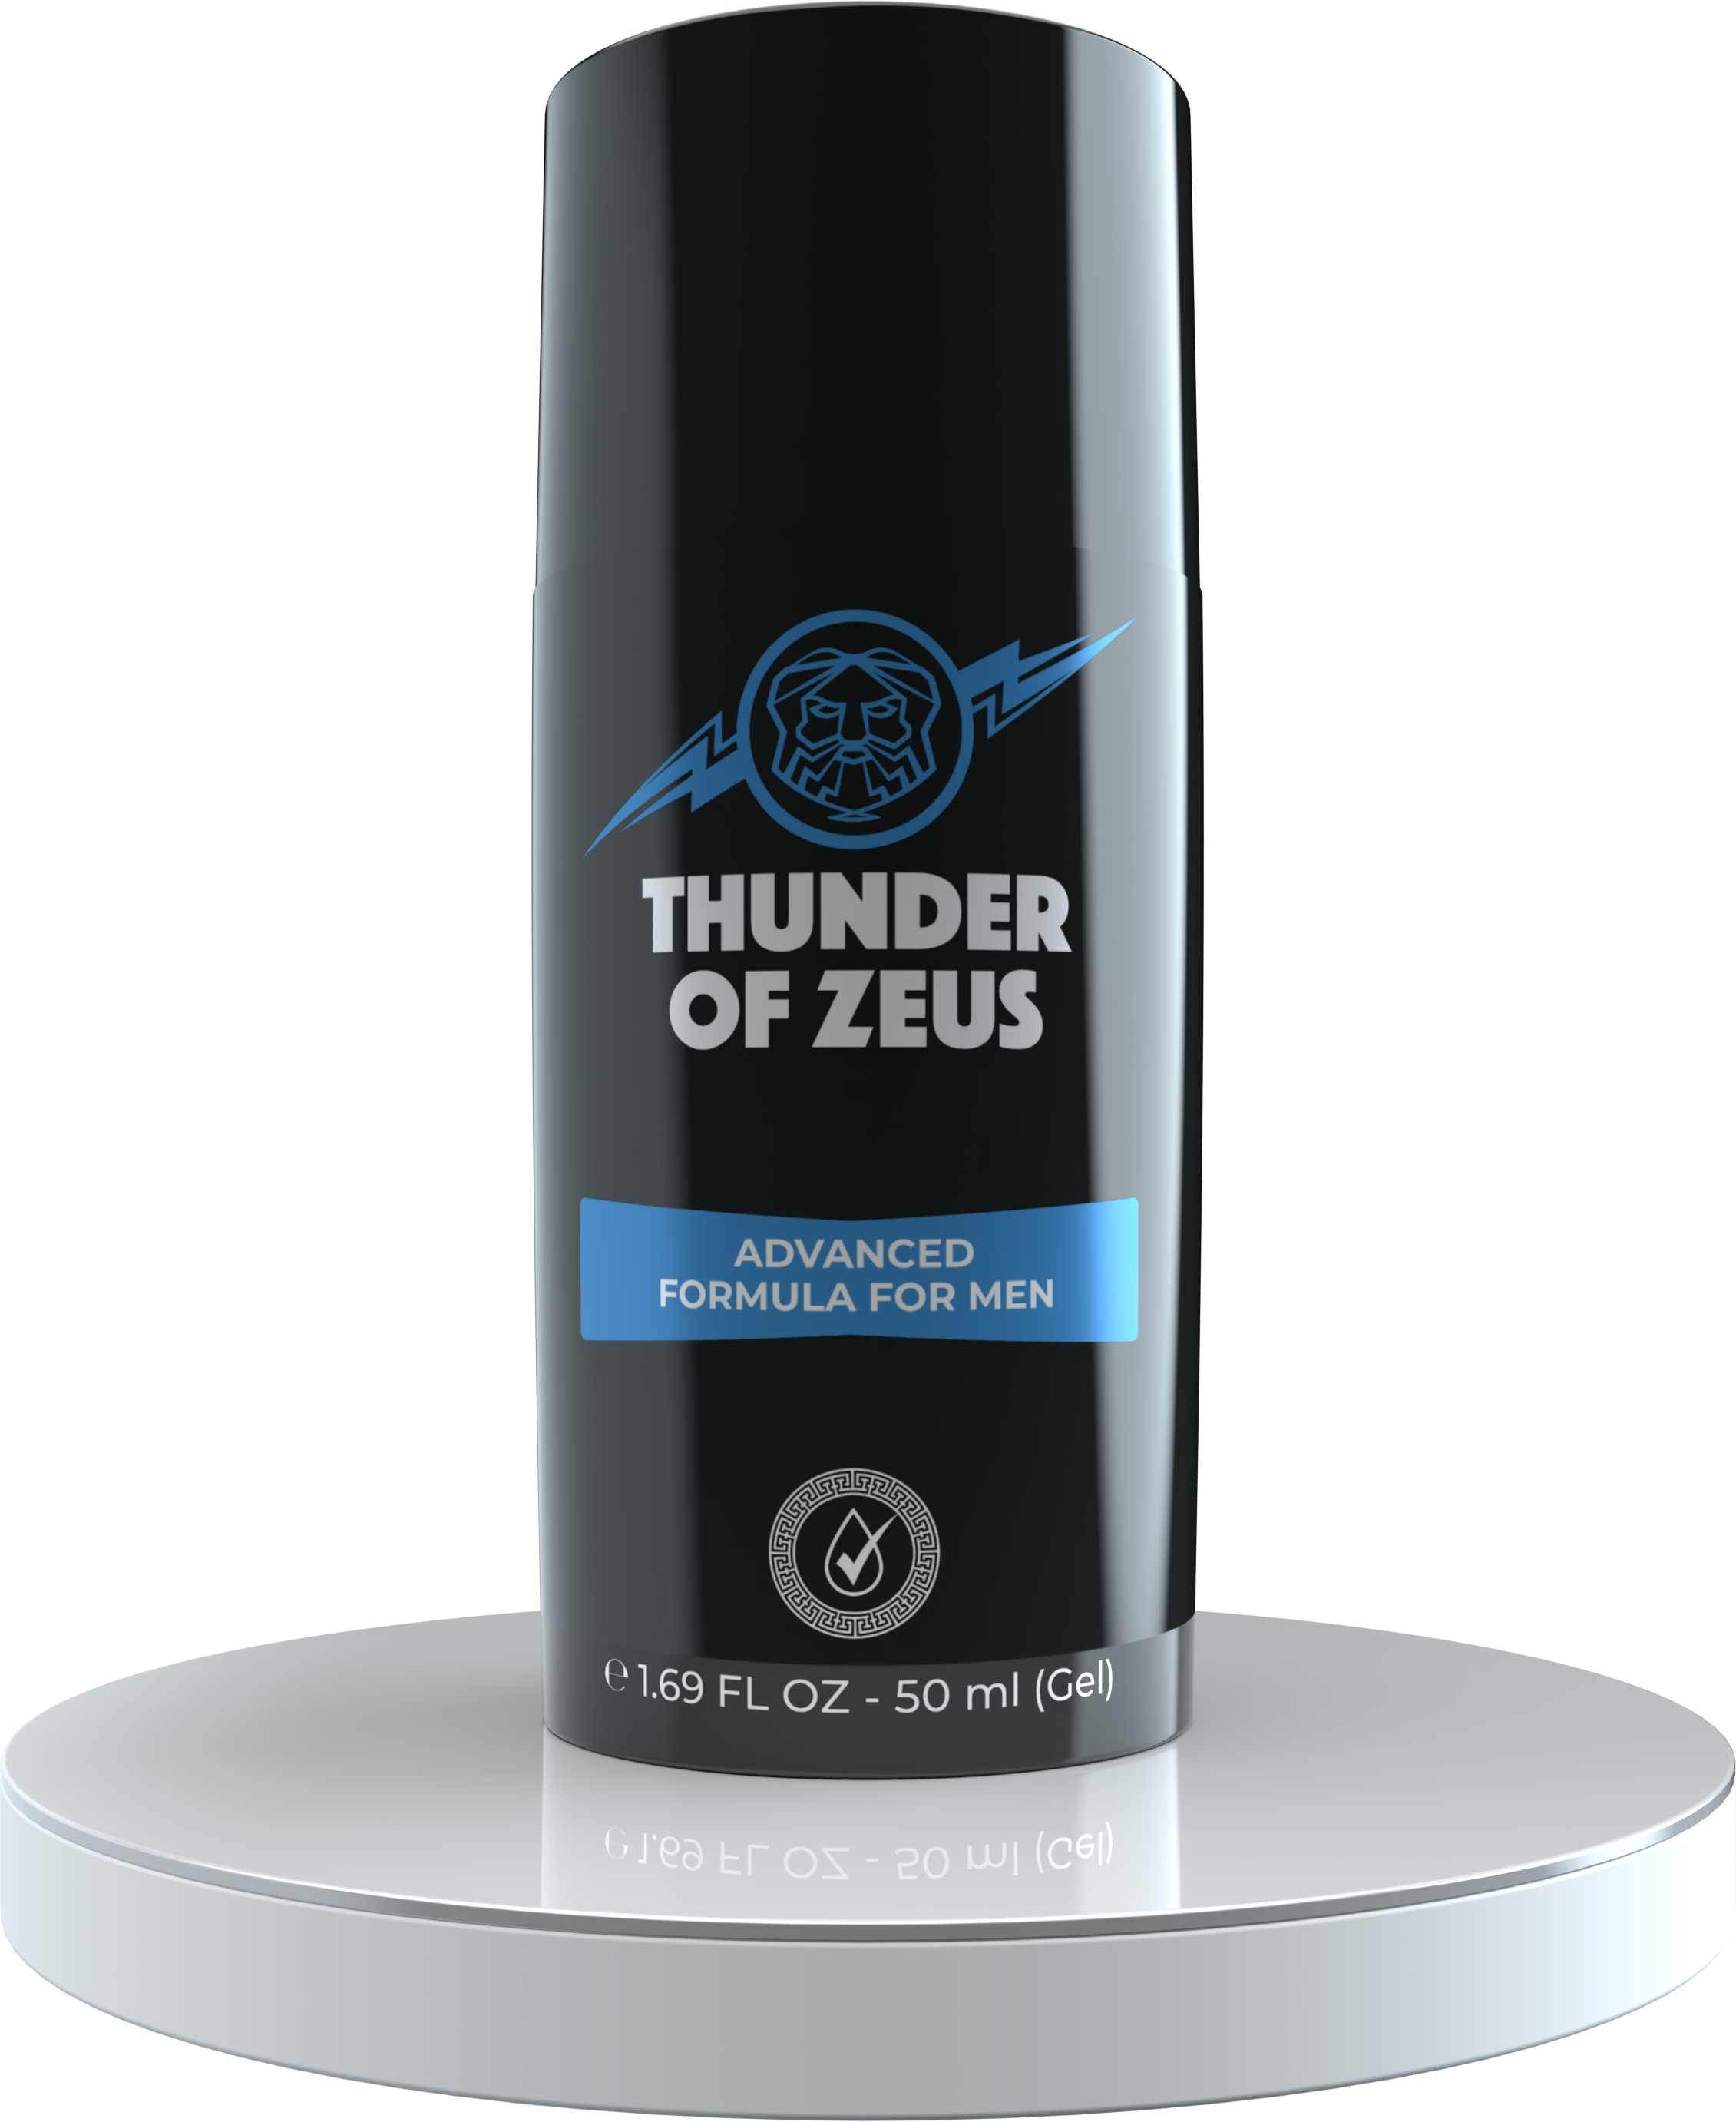 THUNDER
OF ZEUS
ADVANCED
FORMULA FOR MEN
℮ 1.69 FL OZ - 50 ml (Gel)